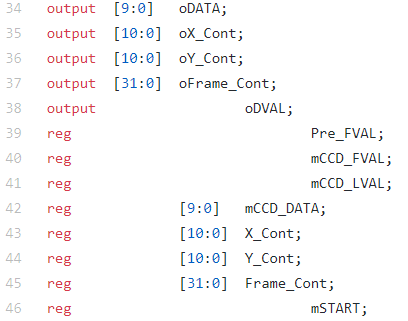 34 output [9:0] oDATA;
35 output [10:0] oX_Cont;
36 output [10:0] oY_Cont;
37 output [31:0] oFrame_Cont;
38 output oDVAL;
39 reg Pre_FVAL;
40 reg mCCD_FVAL;
41 reg mCCD_LVAL;
42 reg [9:0] mCCD_DATA;
43 reg [10:0] X_Cont;
44 reg [10:0] Y_Cont;
45 reg [31:0] Frame_Cont;
46 reg mSTART;